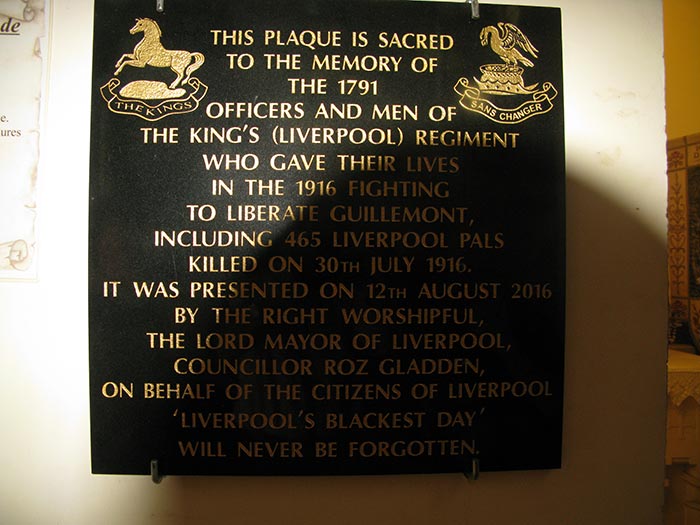 de
e.
ures
THE KINGS
SANS CHANGER
THIS PLAQUE IS SACRED
TO THE MEMORY OF
THE 1791
OFFICERS AND MEN OF
THE KING'S (LIVERPOOL) REGIMENT
WHO GAVE THEIR LIVES
IN THE 1916 FIGHTING
TO LIBERATE GUILLEMONT,
INCLUDING 465 LIVERPOOL PALS
KILLED ON 30TH JULY 1916.
IT WAS PRESENTED ON 12TH AUGUST 2016
BY THE RIGHT WORSHIPFUL,
THE LORD MAYOR OF LIVERPOOL,
COUNCILLOR ROZ GLADDEN,
ON BEHALF OF THE CITIZENS OF LIVERPOOL
'LIVERPOOL'S BLACKEST DAY'
WILL NEVER BE FORGOTTEN.